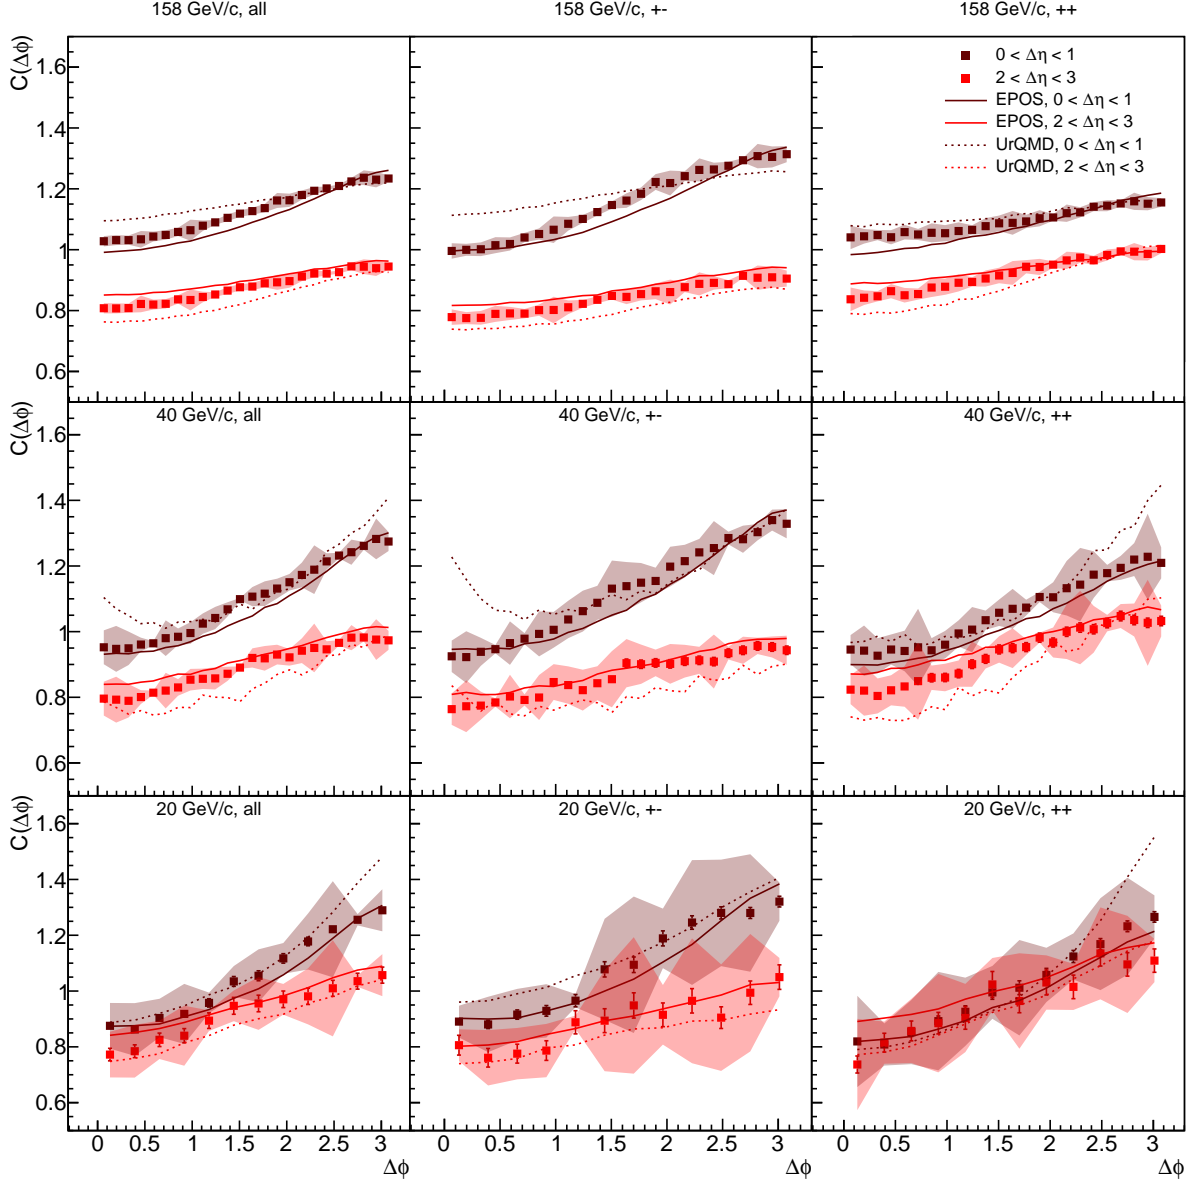 158 GeV/c, all
158 GeV/c, +-
158 GeV/c, ++
C(Δϕ)
1.6
1.4
1.2
1
0.8
0.6
0 < Δη < 1
2 < Δη < 3
EPOS, 0 < Δη < 1
EPOS, 2 < Δη < 3
UrQMD, 0 < Δη < 1
UrQMD, 2 < Δη < 3
40 GeV/c, all
40 GeV/c, +-
40 GeV/c, ++
C(Δϕ)
1.6
1.4
1.2
1
0.8
0.6
20 GeV/c, all
20 GeV/c, +-
20 GeV/c, ++
C(Δϕ)
1.6
1.4
1.2
1
0.8
0.6
0 0.5 1 1.5 2 2.5 3
0 0.5 1 1.5 2 2.5 3
0 0.5 1 1.5 2 2.5 3
Δϕ
Δϕ
Δϕ